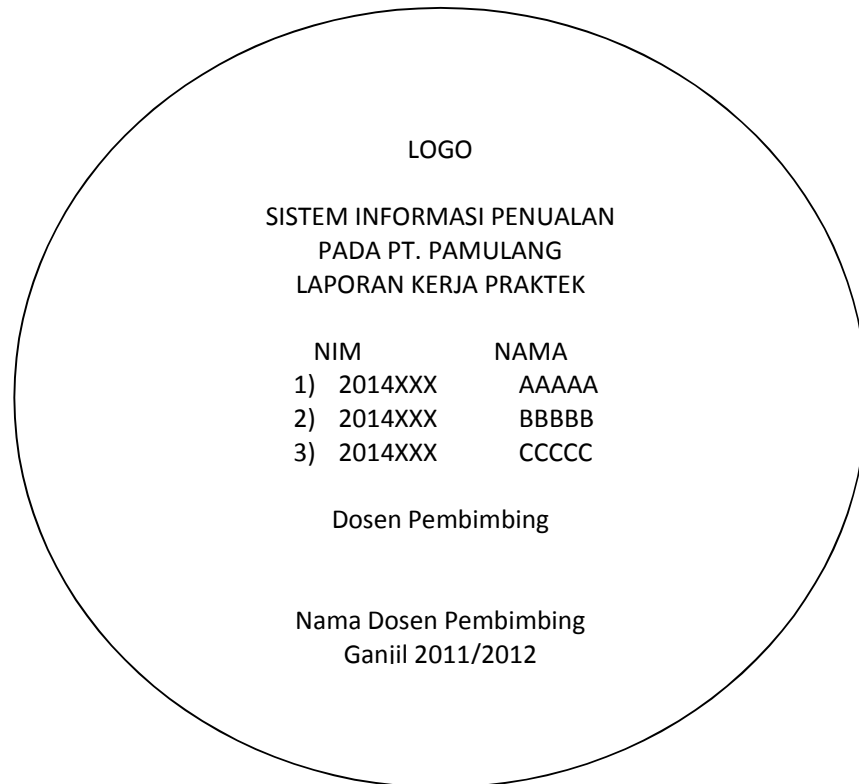 LOGO
SISTEM INFORMASI PENUALAN
PADA PT. PAMULANG
LAPORAN KERJA PRAKTEK
NIM NAMA
1) 2014XXX AAAAA
2) 2014XXX BBBBB
3) 2014XXX CCCCC
Dosen Pembimbing
Nama Dosen Pembimbing
Ganjil 2011/2012